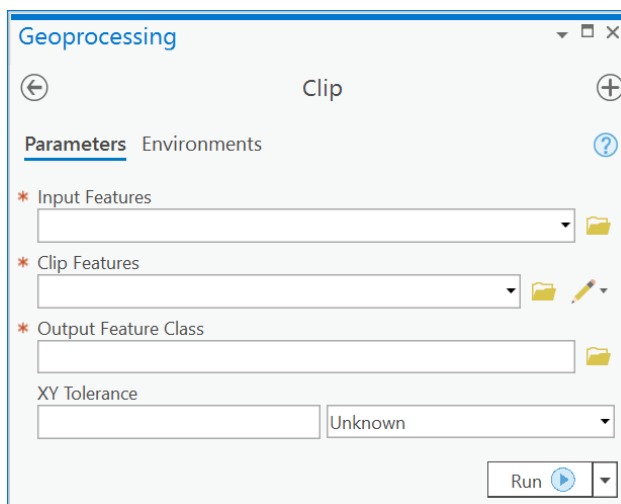 Geoprocessing
Clip
Parameters Environments
* Input Features
* Clip Features
* Output Feature Class
XY Tolerance
Unknown
Run